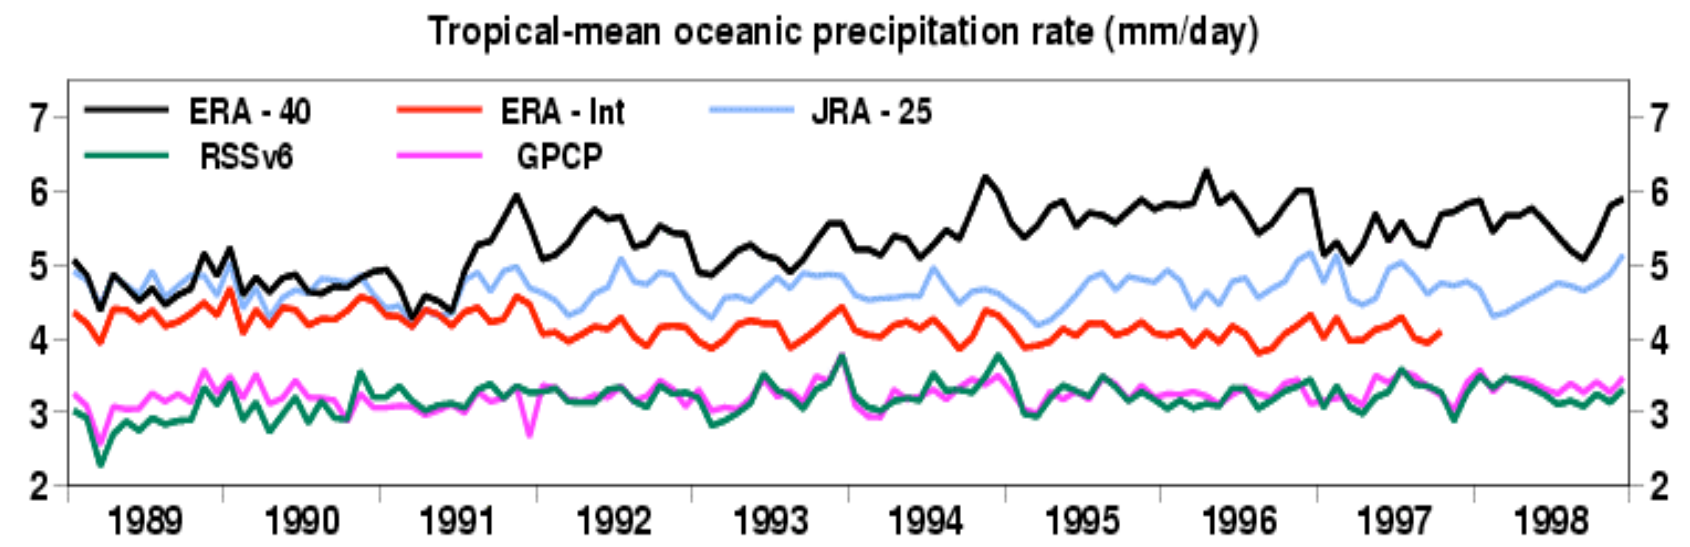 Tropical-mean oceanic precipitation rate (mm/day)
7 ERA - 40 ERA - Int JRA - 25 7
RSSv6 GPCP
6 6
5 5
4 4
3 3
2 2
1989 1990 1991 1992 1993 1994 1995 1996 1997 1998